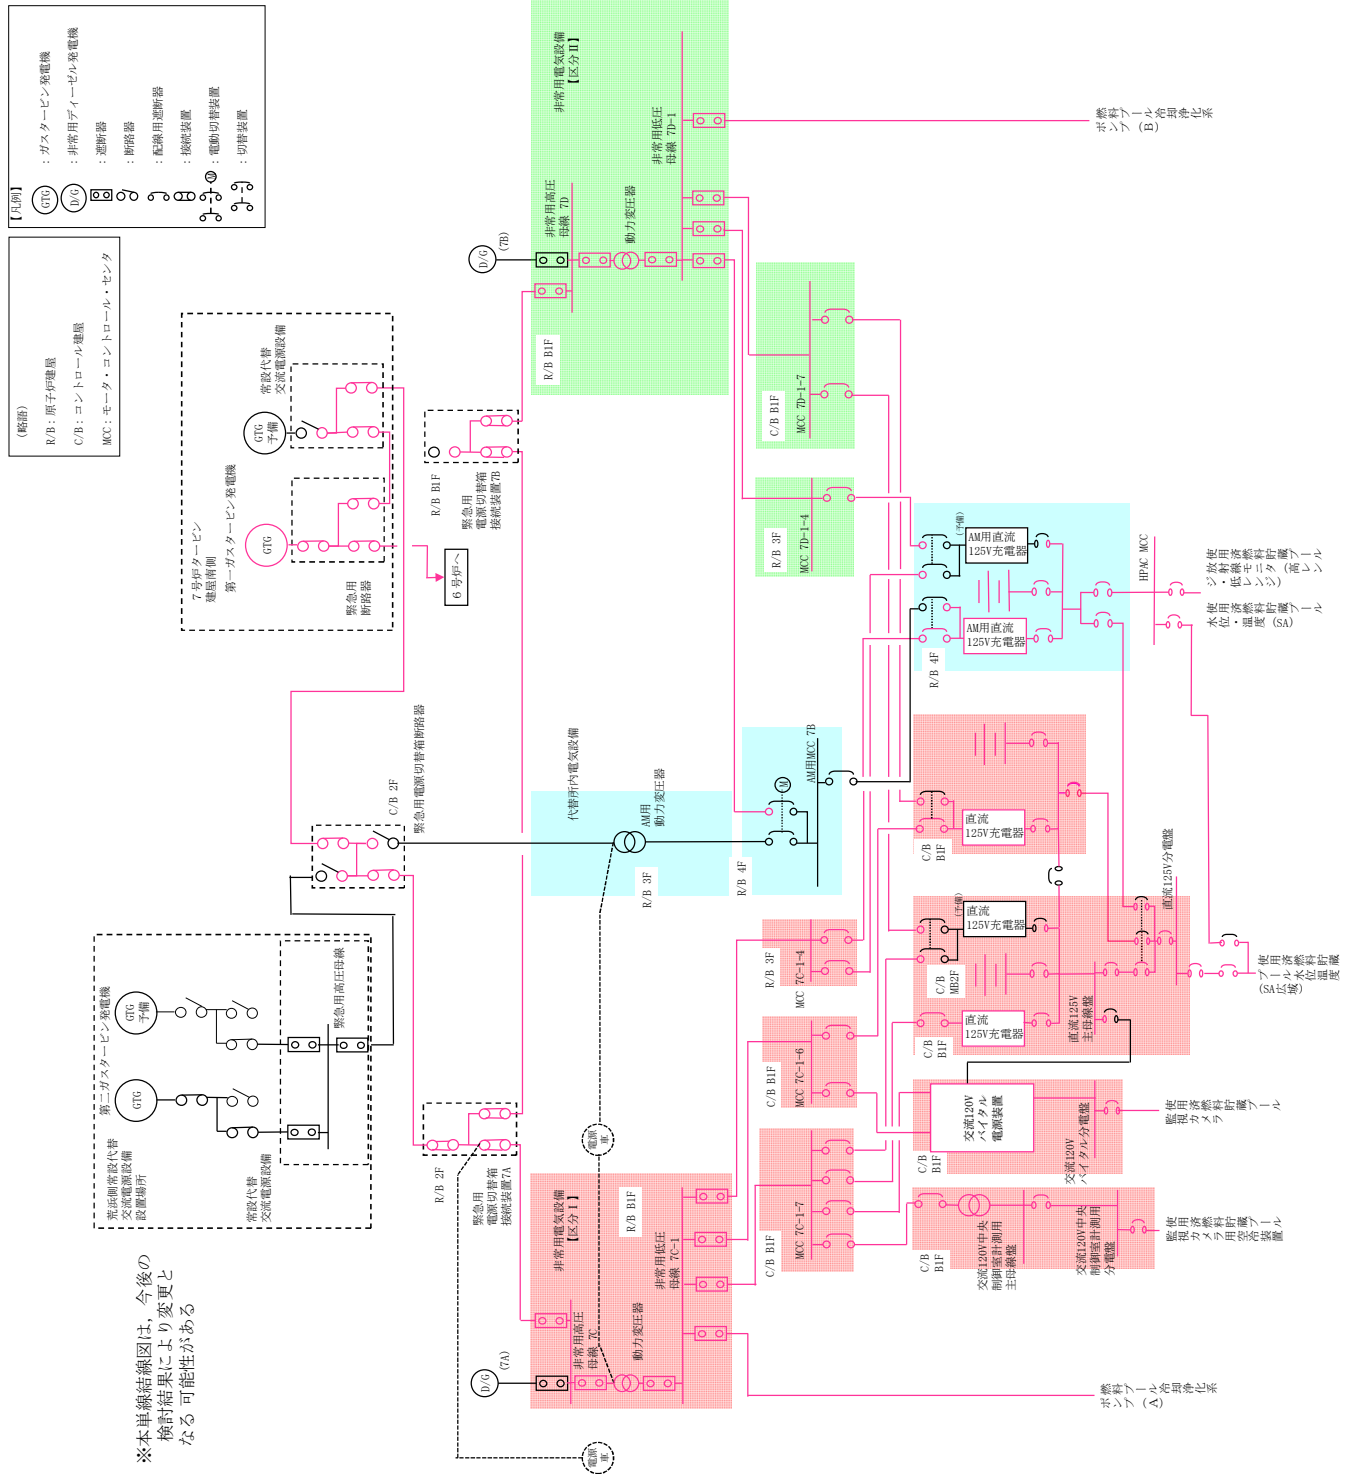 【凡例】
GTG
：ガスタービン発電機
D/G
：非常用ディーゼル発電機
：遮断器
：断路器
：配線用遮断器
：接続装置
M
：電動切替装置
：切替装置
(略語)
R/B：原子炉建屋
C/B：コントロール建屋
MCC：モータ・コントロール・センタ
7号炉タービン
建屋南側
第一ガスタービン発電機
GTG
GTG
予備
常設代替
交流電源設備
緊急用
断路器
6号炉へ
R/B B1F
緊急用
電源切替箱
接続装置7B
D/G
(7B)
非常用電気設備
【区分Ⅱ】
非常用高圧
母線 7D
動力変圧器
非常用低圧
母線 7D-1
R/B B1F
燃料プール冷却浄化系
ポンプ (B)
C/B B1F
MCC 7D-1-7
R/B 3F
MCC 7D-1-4
C/B 2F
緊急用電源切替箱断路器
代替所内電気設備
AM用
動力変圧器
R/B 3F
R/B 4F
M
AM用MCC 7B
R/B 4F
(予備)
AM用直流
125V充電器
AM用直流
125V充電器
HPAC MCC
使用済燃料貯蔵プール
放射線モニタ (高レン
ジ・低レンジ)
使用済燃料貯蔵プール
水位・温度 (SA)
荒浜側常設代替
交流電源設備
設置場所
第二ガスタービン発電機
GTG
GTG
予備
常設代替
交流電源設備
緊急用高圧母線
R/B 2F
緊急用
電源切替箱
接続装置7A
電源
車
電源
車
D/G
(7A)
非常用電気設備
【区分Ⅰ】
R/B B1F
非常用高圧
母線 7C
動力変圧器
非常用低圧
母線 7C-1
燃料プール冷却浄化系
ポンプ (A)
R/B 3F
MCC 7C-1-4
C/B B1F
MCC 7C-1-6
C/B B1F
MCC 7C-1-7
C/B
B1F
直流
125V充電器
C/B
MB2F
(予備)
直流
125V充電器
C/B
B1F
直流
125V充電器
直流125V
主母線盤
直流125V分電盤
使用済燃料貯蔵
プール水位温度
(SA広域)
C/B
B1F
交流120V
バイタル
電源装置
交流120V
バイタル分電盤
使用済燃料貯蔵プール
監視カメラ
C/B
B1F
交流120V中央
制御室計測用
主母線盤
交流120V中央
制御室計測用
分電盤
使用済燃料貯蔵プール
監視カメラ用空冷装置
※本単線結線図は，今後の
検討結果により変更と
なる 可能性がある